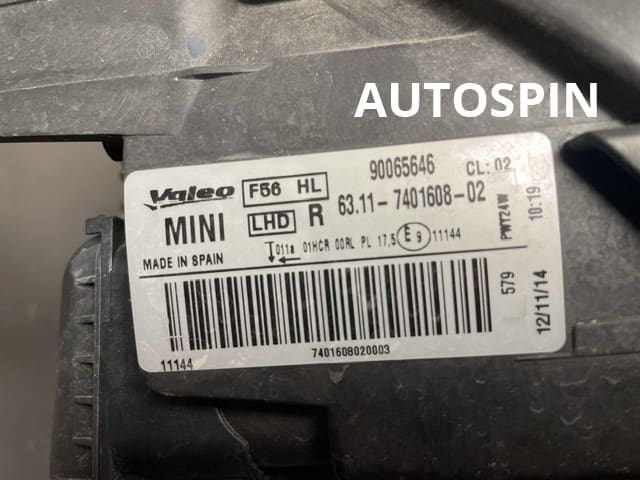 AUTOSPIN
Valeo F56 HL 90065646 CL:02
MINI LHD R 63.11-7401608-02
MADE IN SPAIN 011a 01HCR 00RL PL 17,5 E 9 11144
11144 7401608020003
579 PWY24W
12/11/14 10:19